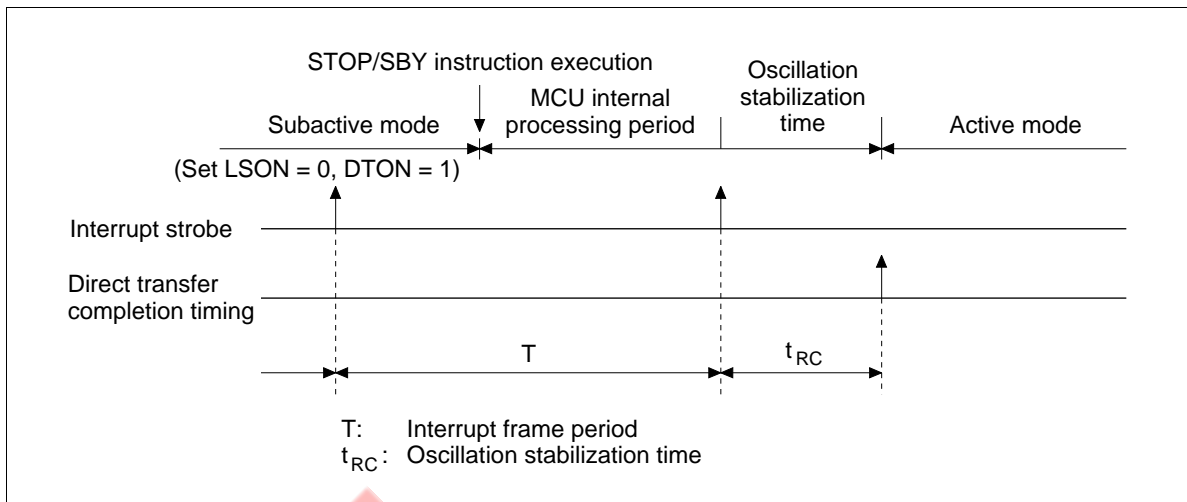 STOP/SBY instruction execution
Oscillation
stabilization
time
MCU internal
processing period
Subactive mode
Active mode
(Set LSON = 0, DTON = 1)
Interrupt strobe
Direct transfer
completion timing
T
tRC
T: Interrupt frame period
tRC: Oscillation stabilization time